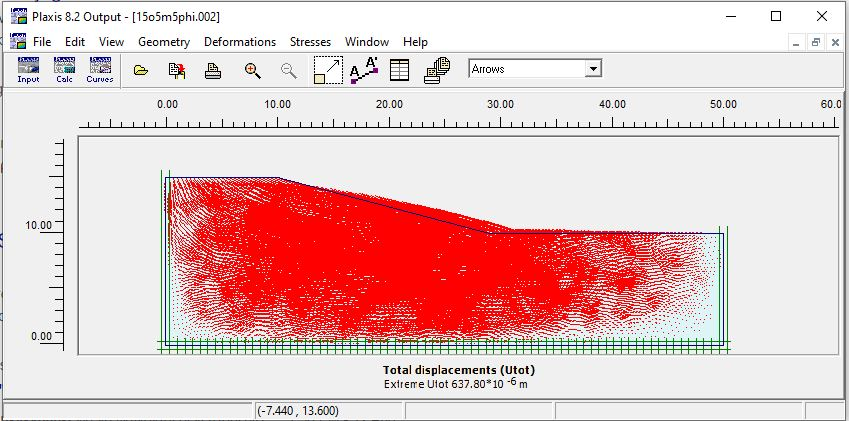 Plaxis 8.2 Output - [15o5m5phi.002]
File Edit View Geometry Deformations Stresses Window Help
Input Calc Curves A A' Arrows
0.00 10.00 20.00 30.00 40.00 50.00 60.0
10.00
0.00
Total displacements (Utot)
Extreme Utot 637.80*10 -6 m
(-7.440 , 13.600)